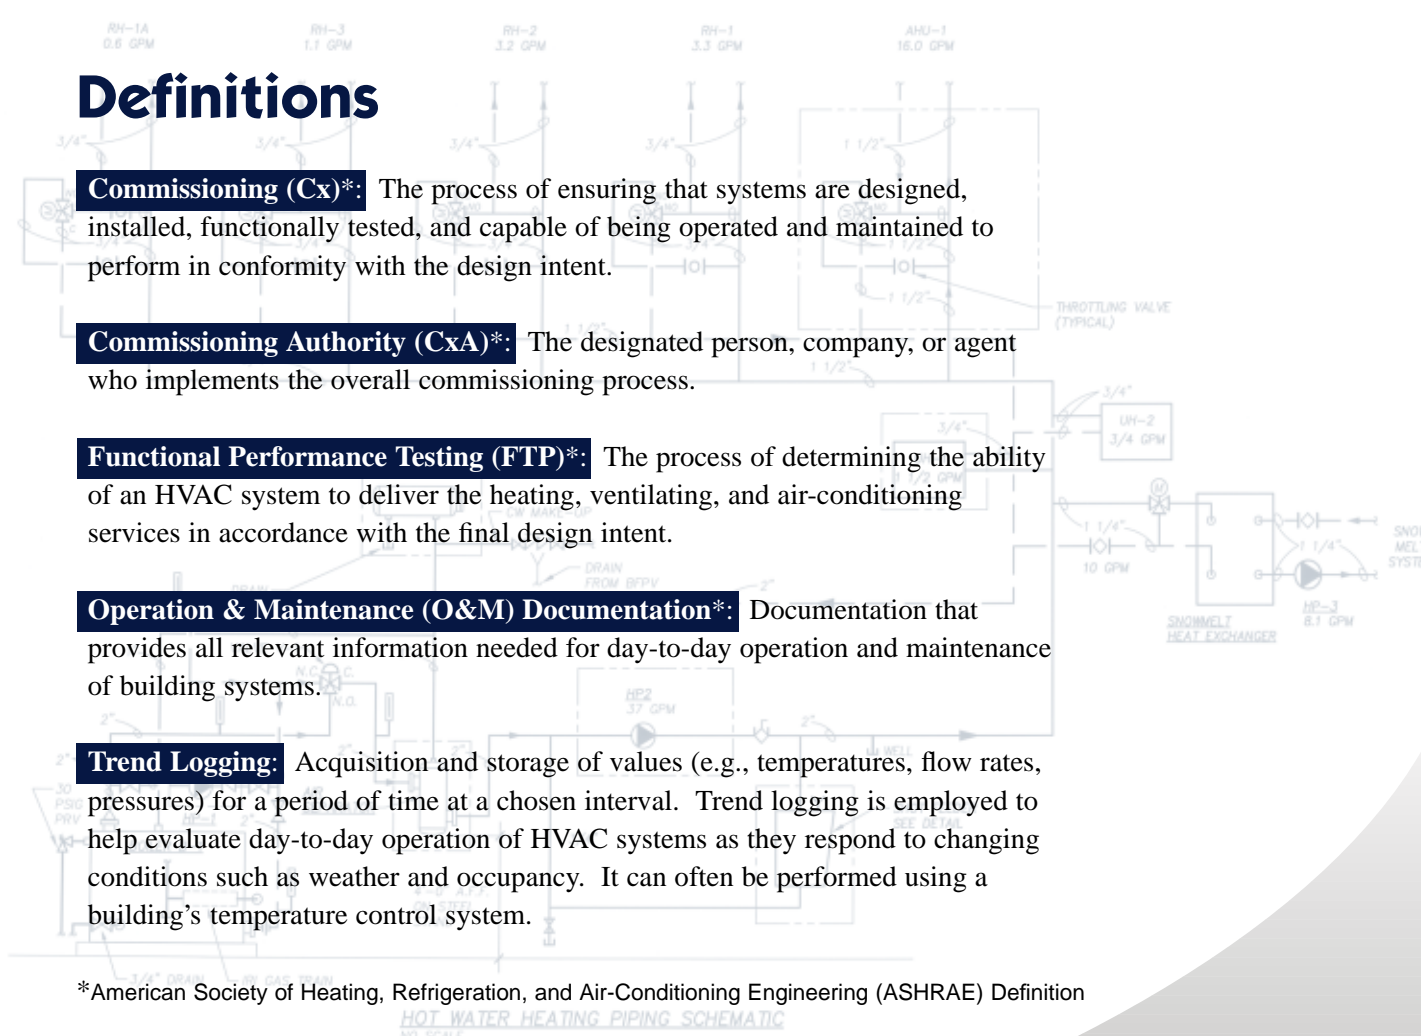 RH-1A
0.6 GPM
RH-3
1.1 GPM
RH-2
3.2 GPM
RH-1
3.3 GPM
AHU-1
16.0 GPM
Definitions
Commissioning (Cx)*: The process of ensuring that systems are designed,
installed, functionally tested, and capable of being operated and maintained to
perform in conformity with the design intent.
THROTTLING VALVE
(TYPICAL)
Commissioning Authority (CxA)*: The designated person, company, or agent
who implements the overall commissioning process.
UH-2
3/4 GPM
Functional Performance Testing (FTP)*: The process of determining the ability
of an HVAC system to deliver the heating, ventilating, and air-conditioning
services in accordance with the final design intent.
DRAIN
FROM BFPV
10 GPM
SNOWMELT
HEAT EXCHANGER
HP-3
8.1 GPM
Operation & Maintenance (O&M) Documentation*: Documentation that
provides all relevant information needed for day-to-day operation and maintenance
of building systems.
HP2
37 GPM
Trend Logging: Acquisition and storage of values (e.g., temperatures, flow rates,
pressures) for a period of time at a chosen interval. Trend logging is employed to
help evaluate day-to-day operation of HVAC systems as they respond to changing
conditions such as weather and occupancy. It can often be performed using a
building's temperature control system.
30
PSIG
PRV
SEE DETAIL
*American Society of Heating, Refrigeration, and Air-Conditioning Engineering (ASHRAE) Definition
HOT WATER HEATING PIPING SCHEMATIC